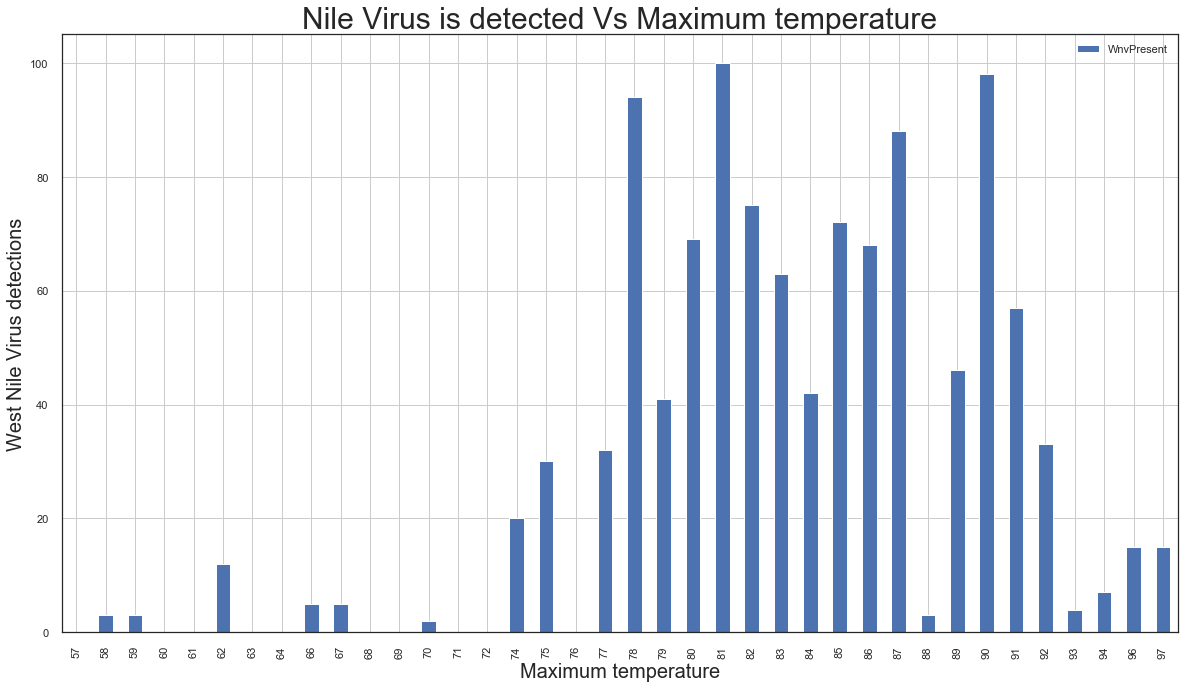 Nile Virus is detected Vs Maximum temperature
WnvPresent
100
80
60
40
20
0
West Nile Virus detections
57 58 59 60 61 62 63 64 66 67 68 69 70 71 72 74 75 76 77 78 79 80 81 82 83 84 85 86 87 88 89 90 91 92 93 94 96 97
Maximum temperature